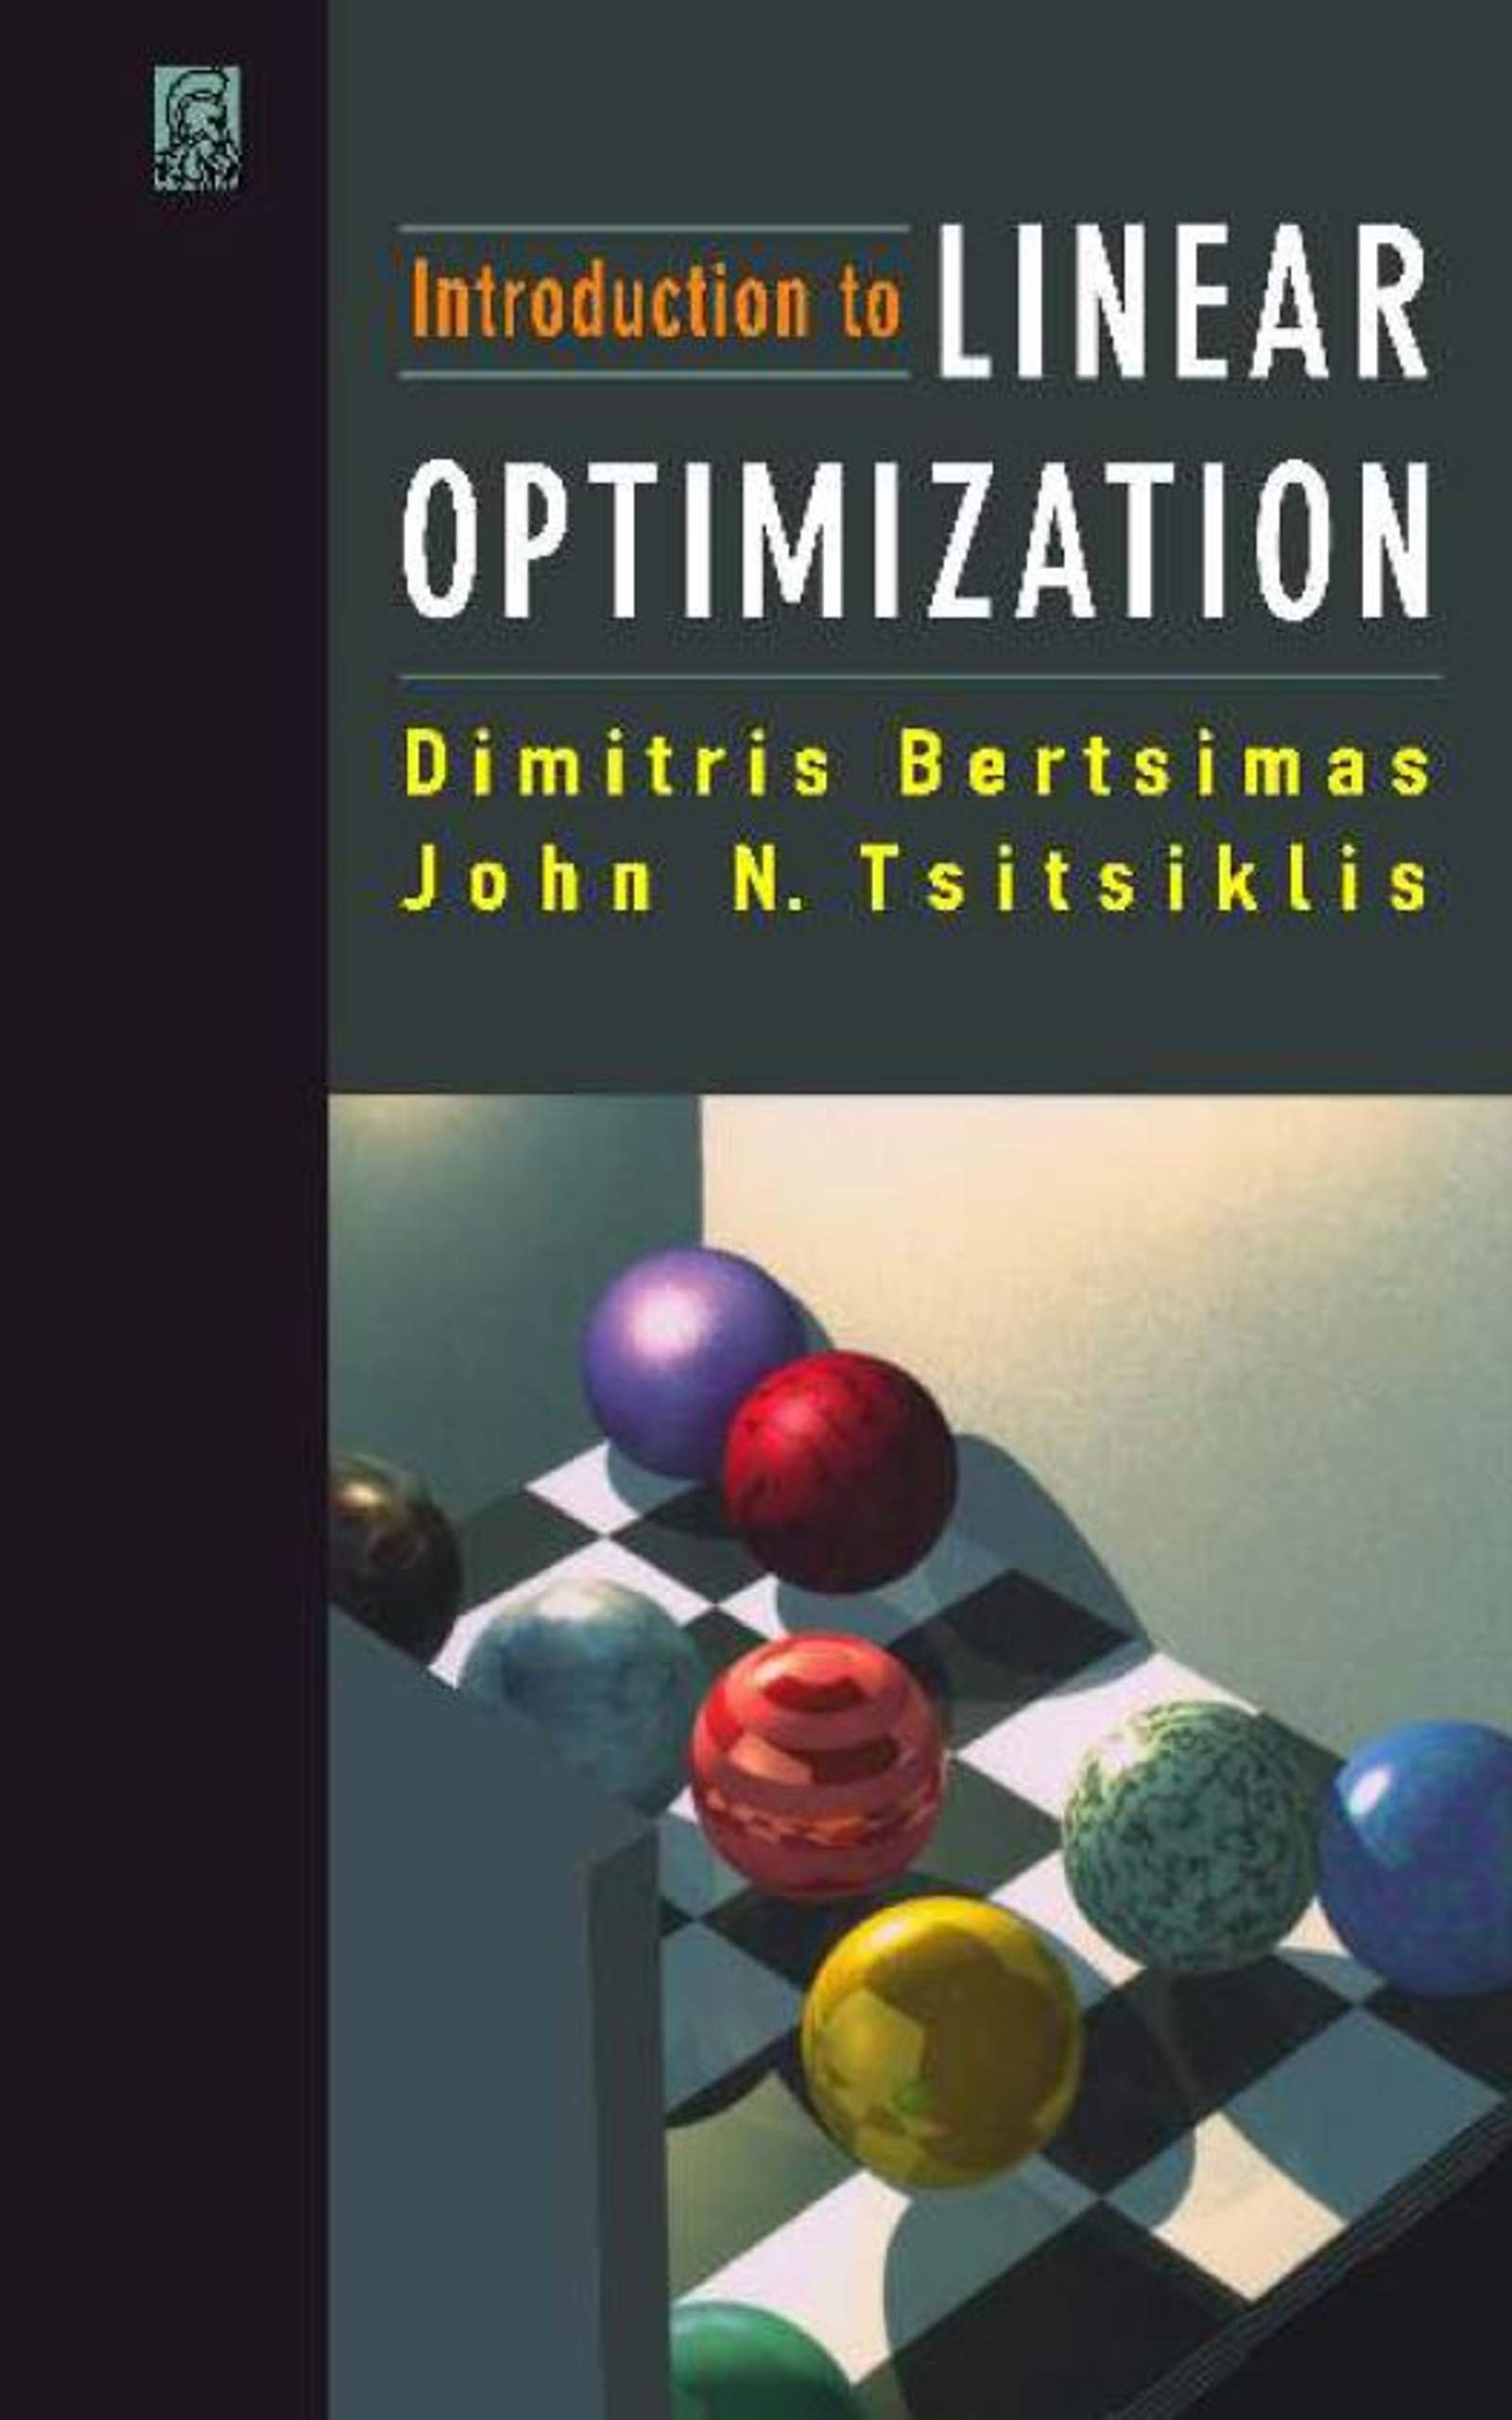 Introduction to LINEAR
OPTIMIZATION
Dimitris Bertsimas
John N. Tsitsiklis